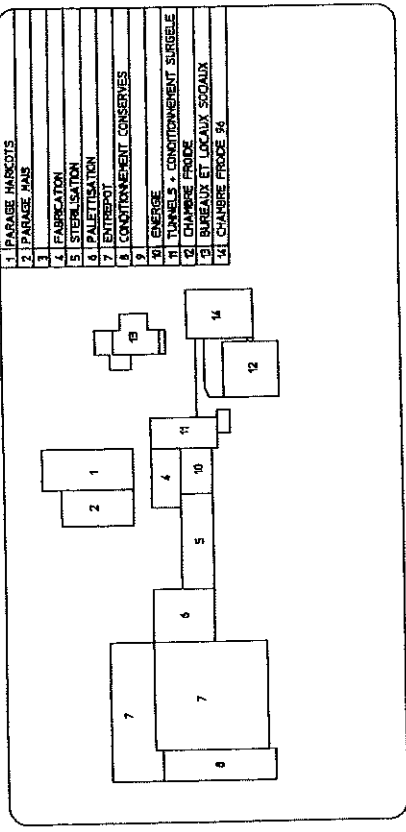 1 PARAGE HARICOTS
2 PARAGE MAIS
3
4 FABRICATION
5 STERILISATION
6 PALETTISATION
7 ENTREPOT
8 CONDITIONNEMENT CONSERVES
9
10 ENERGIE
11 TUNNELS + CONDITIONNEMENT SURGELE
12 CHAMBRE FROIDE
13 BUREAUX ET LOCAUX SOCIAUX
14 CHAMBRE FROIDE 96
13
14
12
1
2
11
4
10
5
6
7
7
8